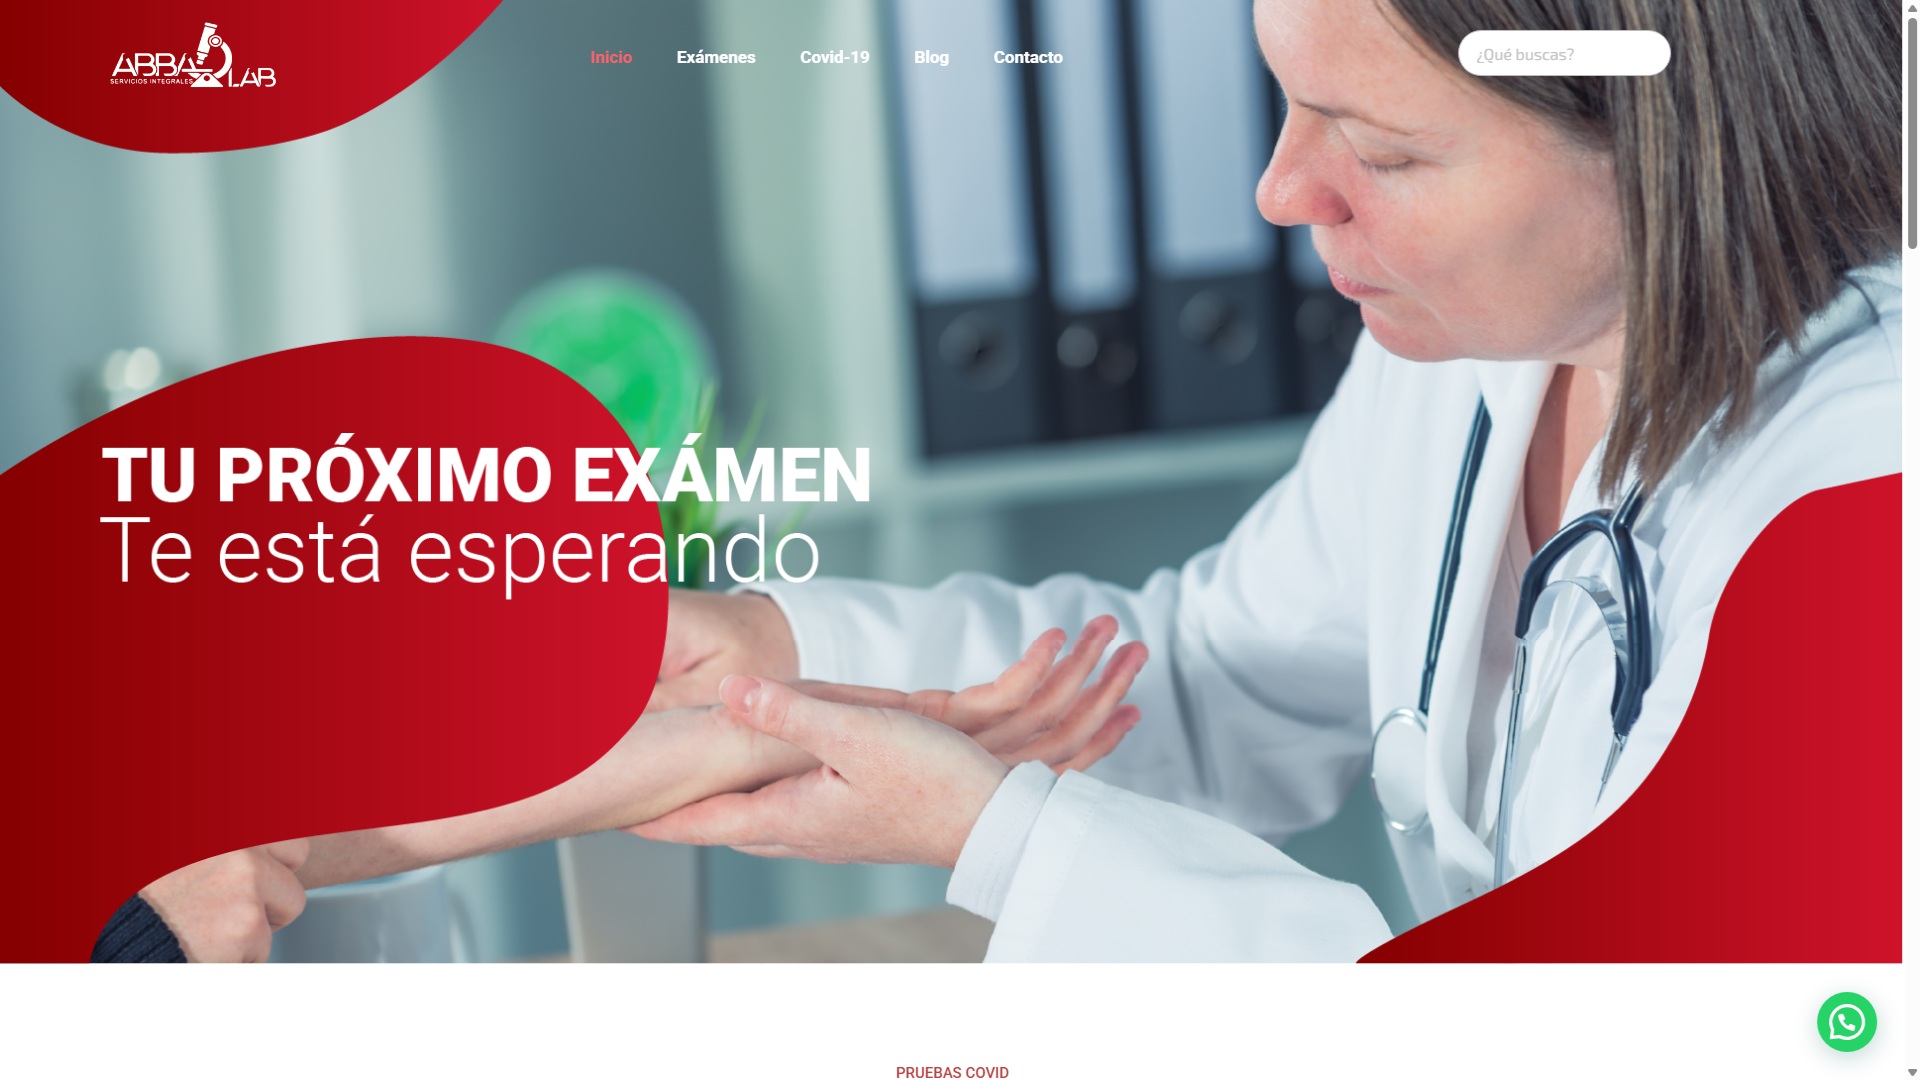 ABBA LAB
SERVICIOS INTEGRALES
Inicio
Exámenes
Covid-19
Blog
Contacto
¿Qué buscas?
TU PRÓXIMO EXÁMEN
Te está esperando
PRUEBAS COVID